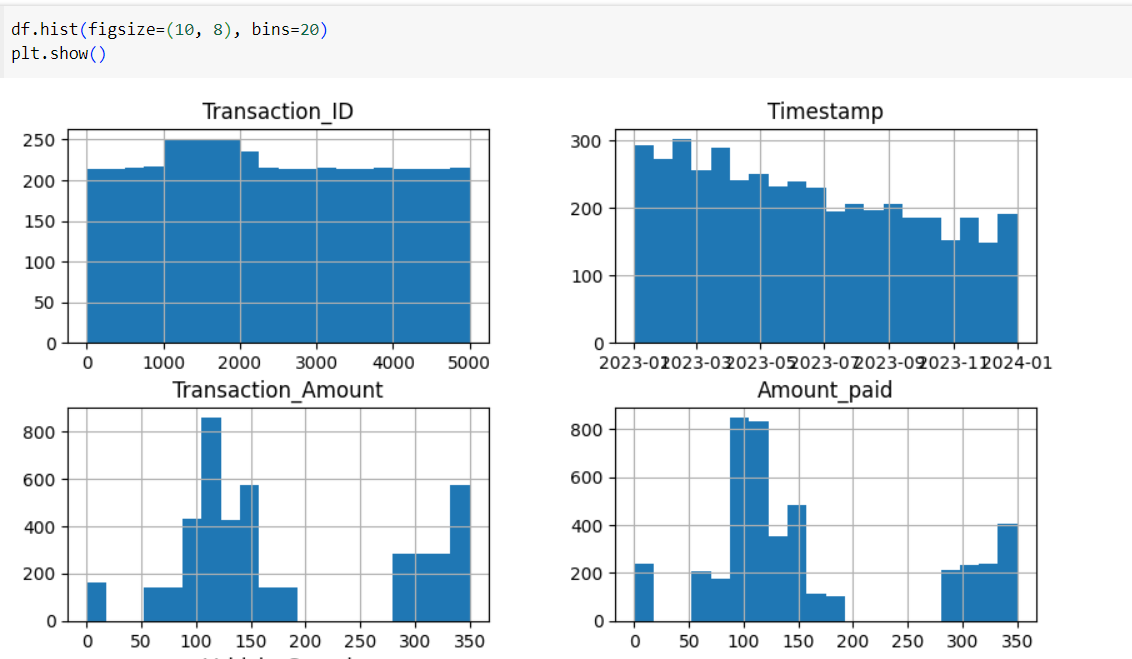 df.hist(figsize=(10, 8), bins=20)
plt.show()
Transaction_ID
250
200
150
100
50
0
0 1000 2000 3000 4000 5000
Timestamp
300
200
100
0
2023-01 2023-03 2023-05 2023-07 2023-09 2023-11 2024-01
Transaction_Amount
800
600
400
200
0
0 50 100 150 200 250 300 350
Amount_paid
800
600
400
200
0
0 50 100 150 200 250 300 350